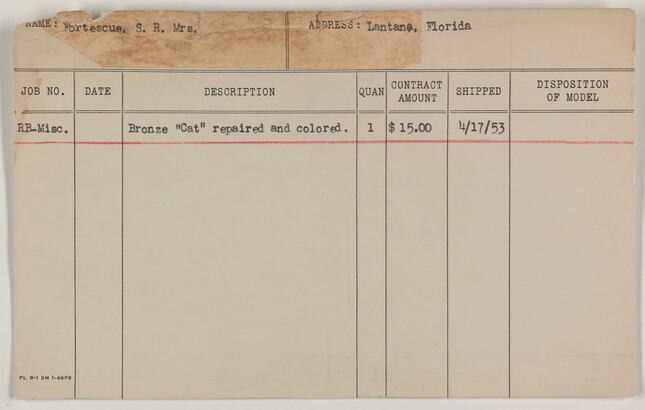 NAME: Fortescue, S. R. Mrs, ADDRESS: Lantana, Florida
JOB NO. DATE DESCRIPTION QUAN CONTRACT AMOUNT SHIPPED DISPOSITION OF MODEL
RB-Misc. Bronze "Cat" repaired and colored. 1 $ 15.00 4/17/53